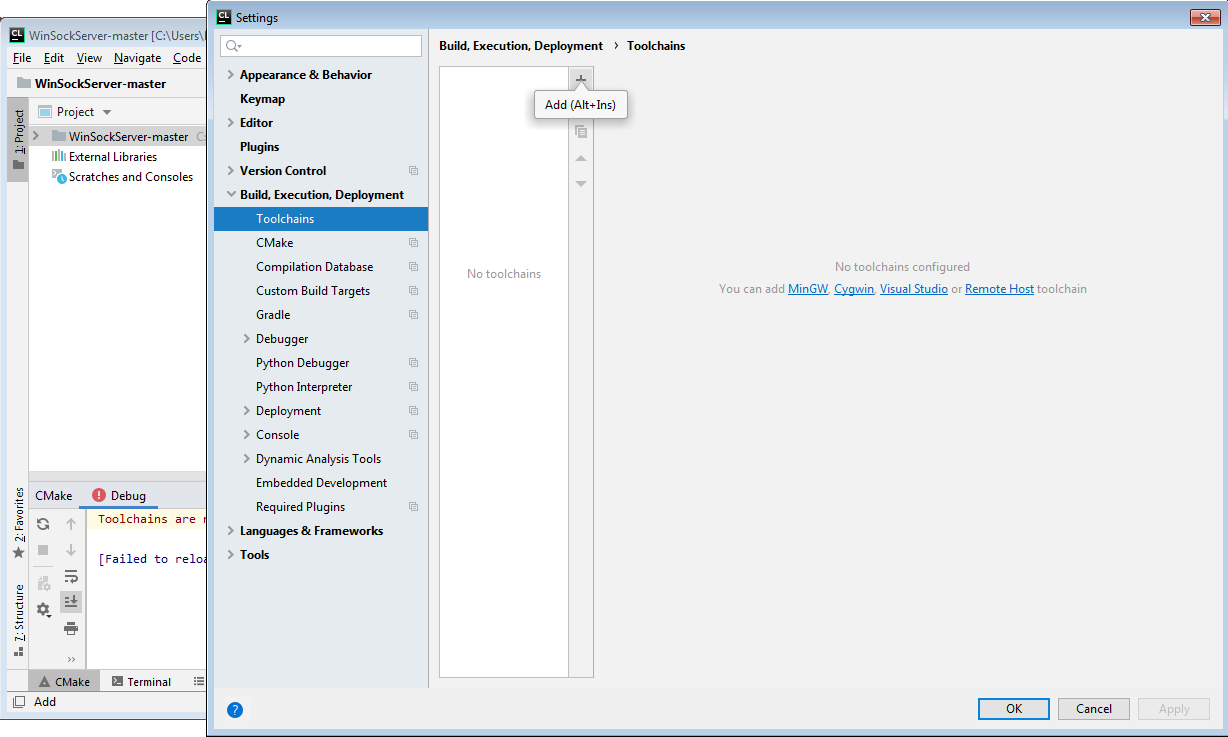 CL
WinSockServer-master [C:\Users\
File Edit View Navigate Code
WinSockServer-master
1: Project
Project
WinSockServer-master C:
External Libraries
Scratches and Consoles
2: Favorites
7: Structure
CMake
Debug
Toolchains are
[Failed to
CMake
Terminal
Add
CL
Settings
Appearance & Behavior
Keymap
Editor
Plugins
Version Control
Build, Execution, Deployment
Toolchains
CMake
Compilation Database
Custom Build Targets
Gradle
Debugger
Python Debugger
Python Interpreter
Deployment
Console
Dynamic Analysis Tools
Embedded Development
Required Plugins
Languages & Frameworks
Tools
?
Build, Execution, Deployment › Toolchains
Add (Alt+Ins)
No toolchains
No toolchains configured
You can add MinGW, Cygwin, Visual Studio or Remote Host toolchain
OK
Cancel
Apply